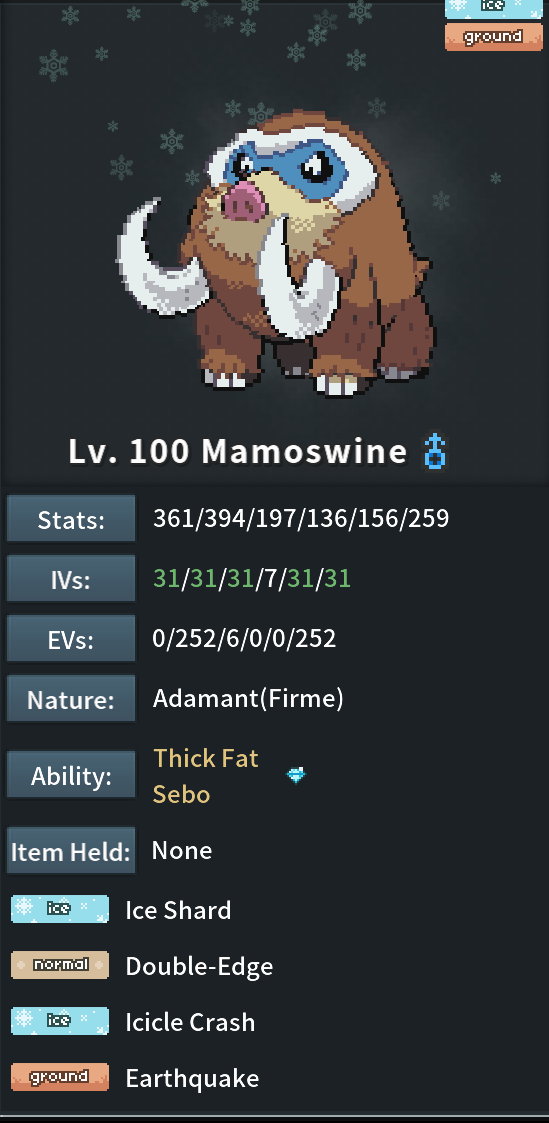 ice
ground
Lv. 100 Mamoswine
Stats: 361/394/197/136/156/259
IVs: 31/31/31/7/31/31
EVs: 0/252/6/0/0/252
Nature: Adamant(Firme)
Ability: Thick Fat
Sebo
Item Held: None
ice Ice Shard
normal Double-Edge
ice Icicle Crash
ground Earthquake